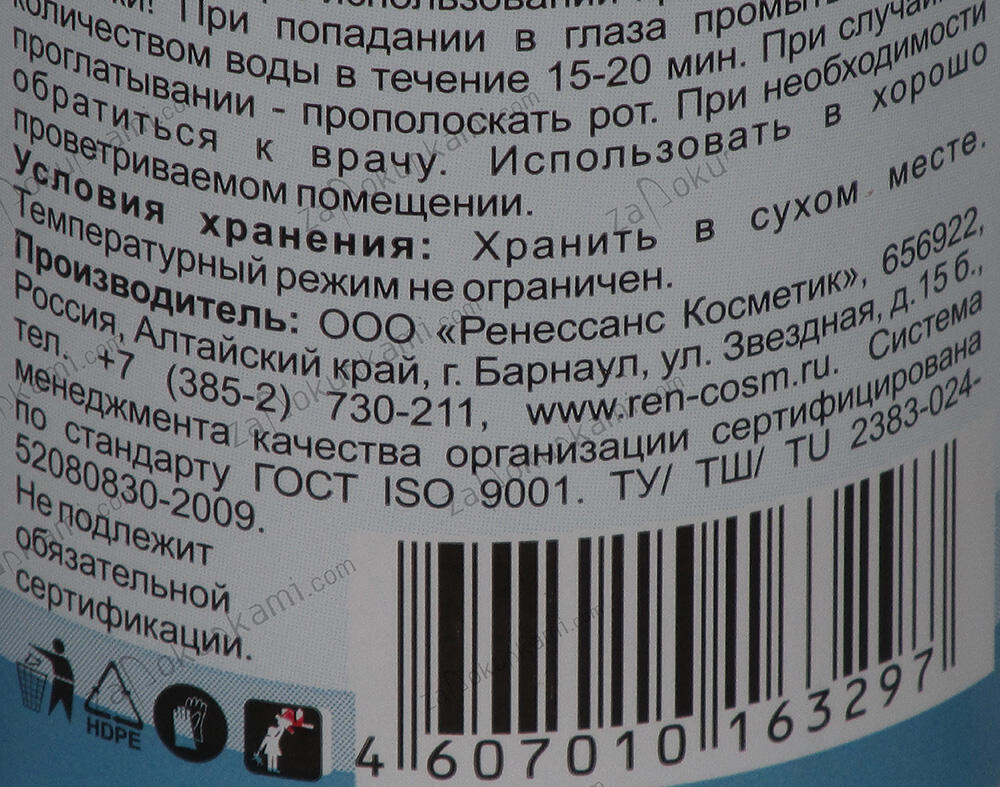 При попадании в глаза
количеством воды в течение 15-20 мин. При случайном
проглатывании - прополоскать рот. При необходимости
обратиться к врачу. Использовать в хорошо
проветриваемом помещении.
Условия хранения: Хранить в сухом месте.
Температурный режим не ограничен.
Производитель: ООО «Ренессанс Косметик», 656922,
Россия, Алтайский край, г. Барнаул, ул. Звездная, д.15 б.,
тел. +7 (385-2) 730-211, www.ren-cosm.ru. Система
менеджмента качества организации сертифицирована
по стандарту ГОСТ ISO 9001. ТУ/ ТШ/ TU 2383-024-
52080830-2009.
Не подлежит
обязательной
сертификации.
HDPE
4 607010 163297